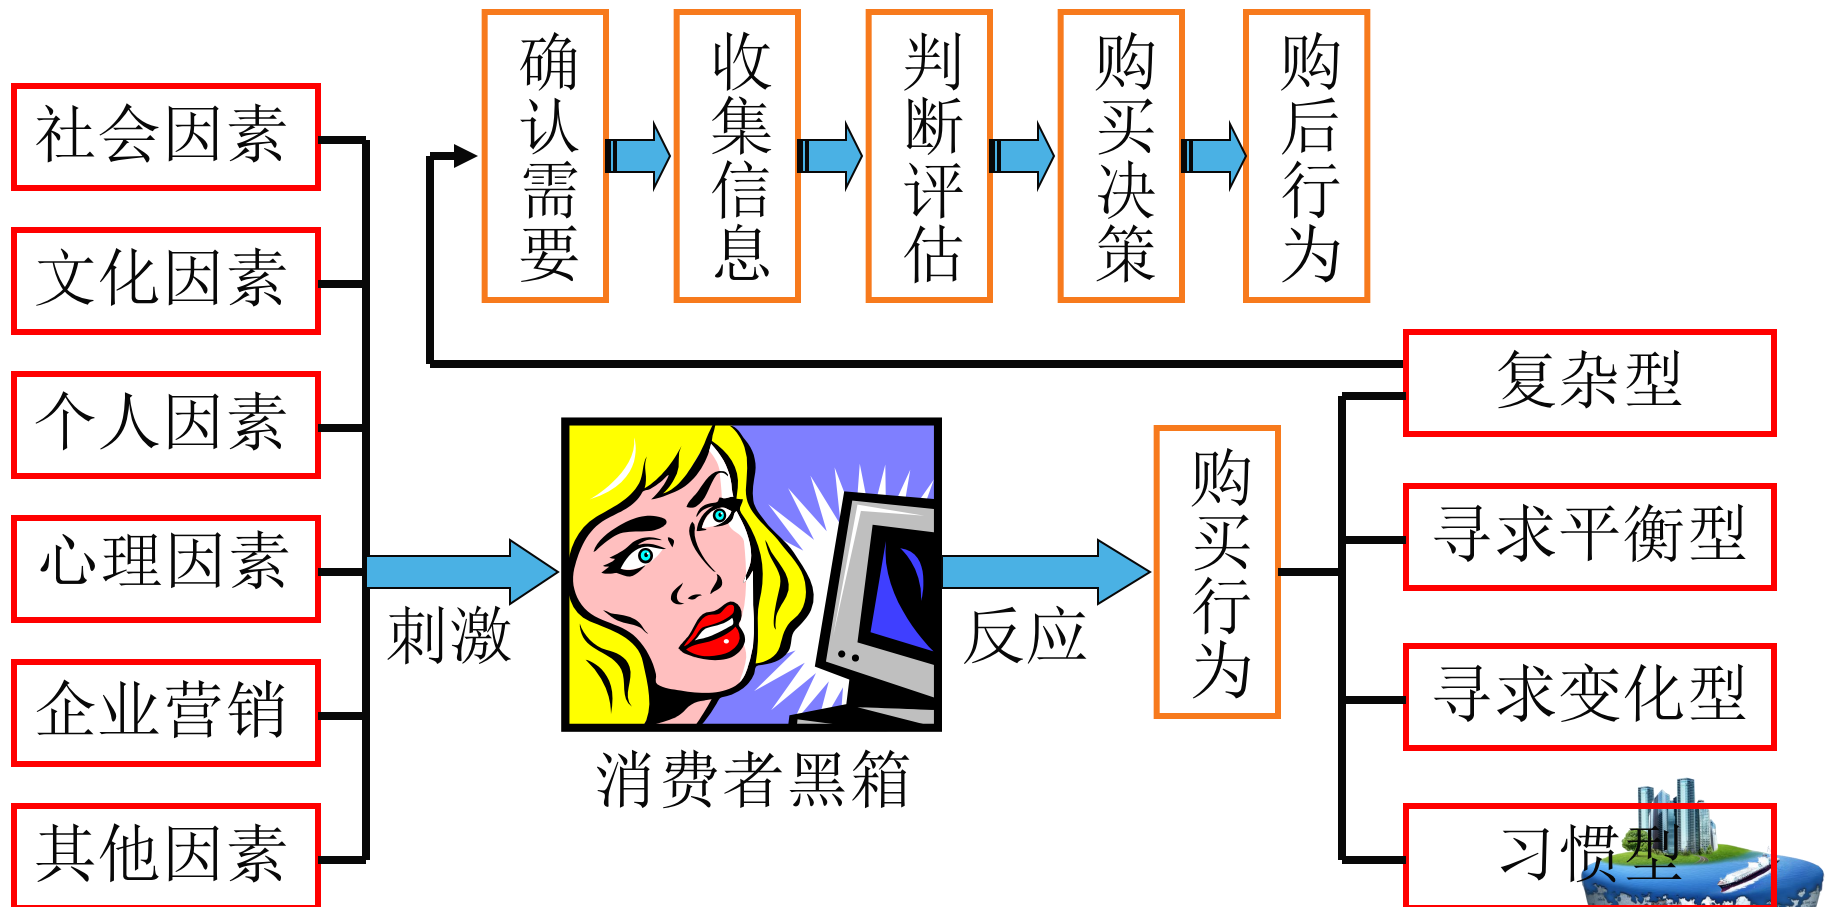 确认需要
收集信息
判断评估
购买决策
购后行为
社会因素
文化因素
个人因素
心理因素
企业营销
其他因素
刺激
消费者黑箱
反应
购买行为
复杂型
寻求平衡型
寻求变化型
习惯型